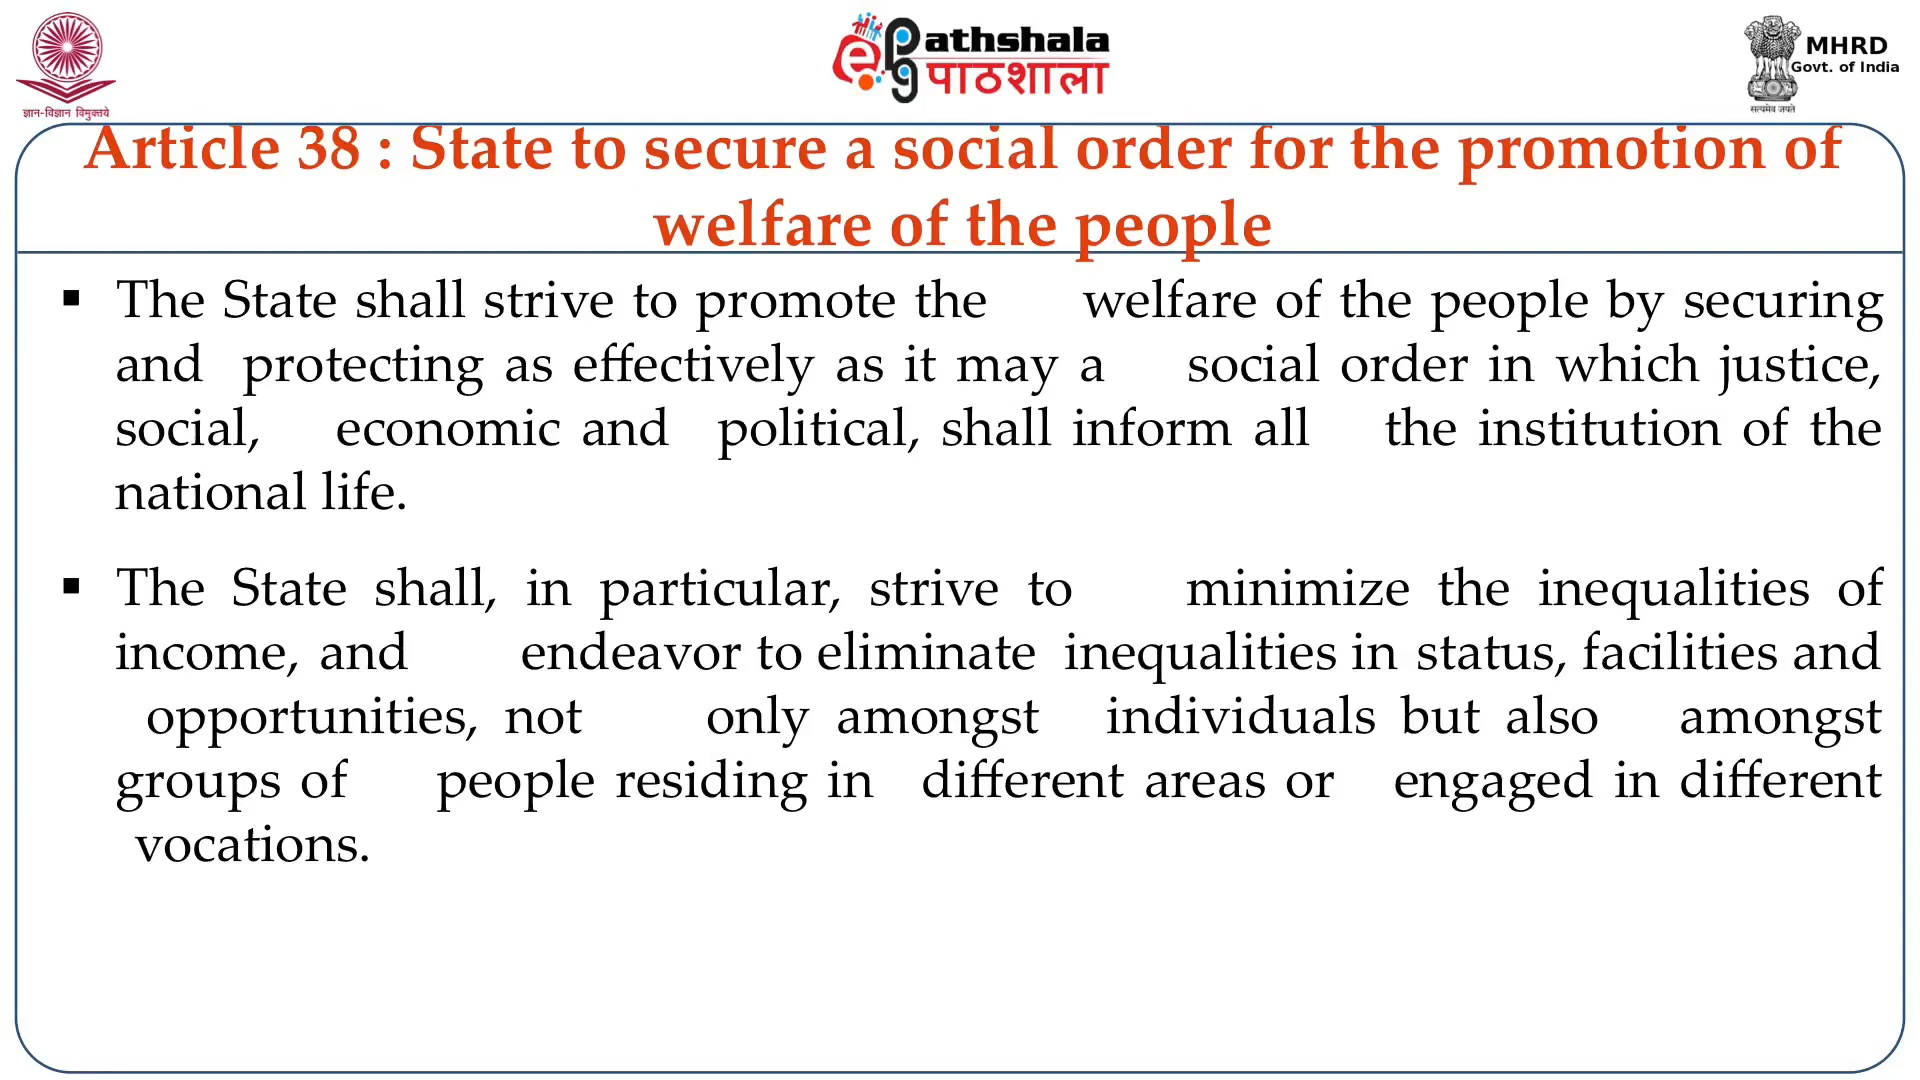 ज्ञान-विज्ञान विमुक्तये
ePathshala
पाठशाला
MHRD
Govt. of India
सत्यमेव जयते
Article 38 : State to secure a social order for the promotion of
welfare of the people
▪ The State shall strive to promote the welfare of the people by securing
and protecting as effectively as it may a social order in which justice,
social, economic and political, shall inform all the institution of the
national life.
▪ The State shall, in particular, strive to minimize the inequalities of
income, and endeavor to eliminate inequalities in status, facilities and
opportunities, not only amongst individuals but also amongst
groups of people residing in different areas or engaged in different
vocations.